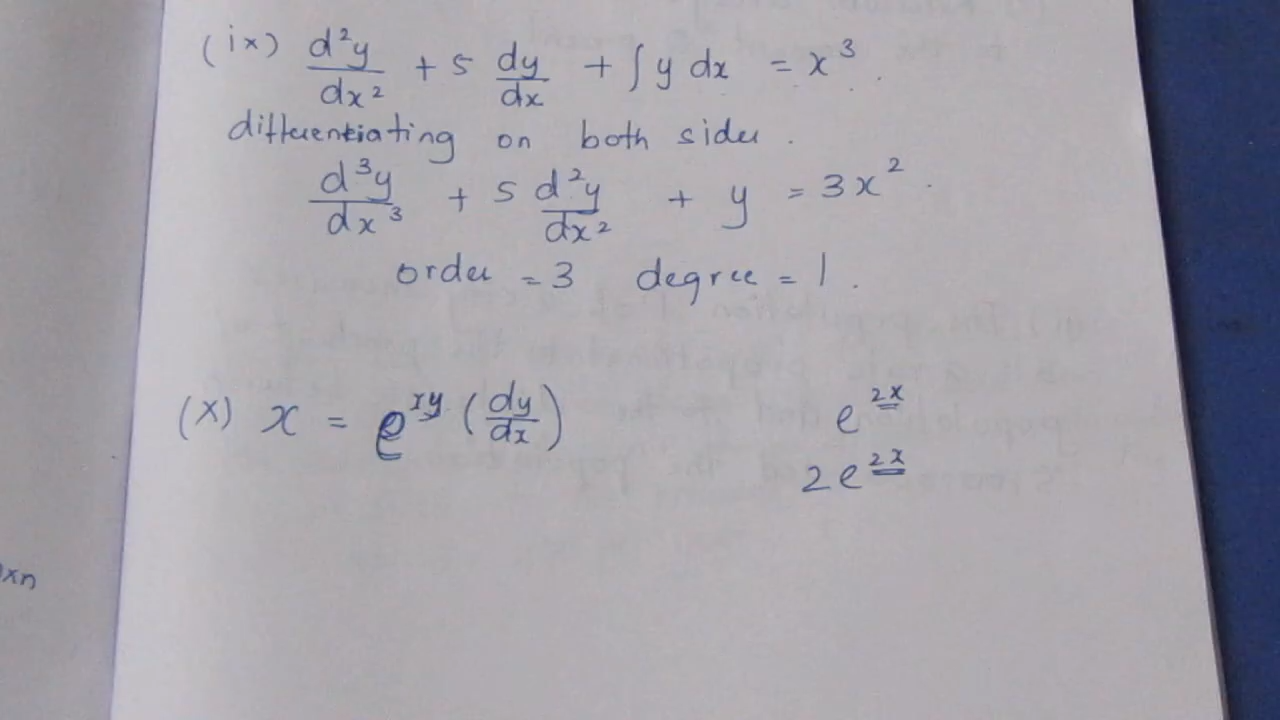 (ix) d²y/dx² + 5 dy/dx + ∫ y dx = x³.
differentiating on both sides.
d³y/dx³ + 5 d²y/dx² + y = 3x².
order = 3 degree = 1.
(x) x = e^xy (dy/dx) e^2x
2e^2x
xn